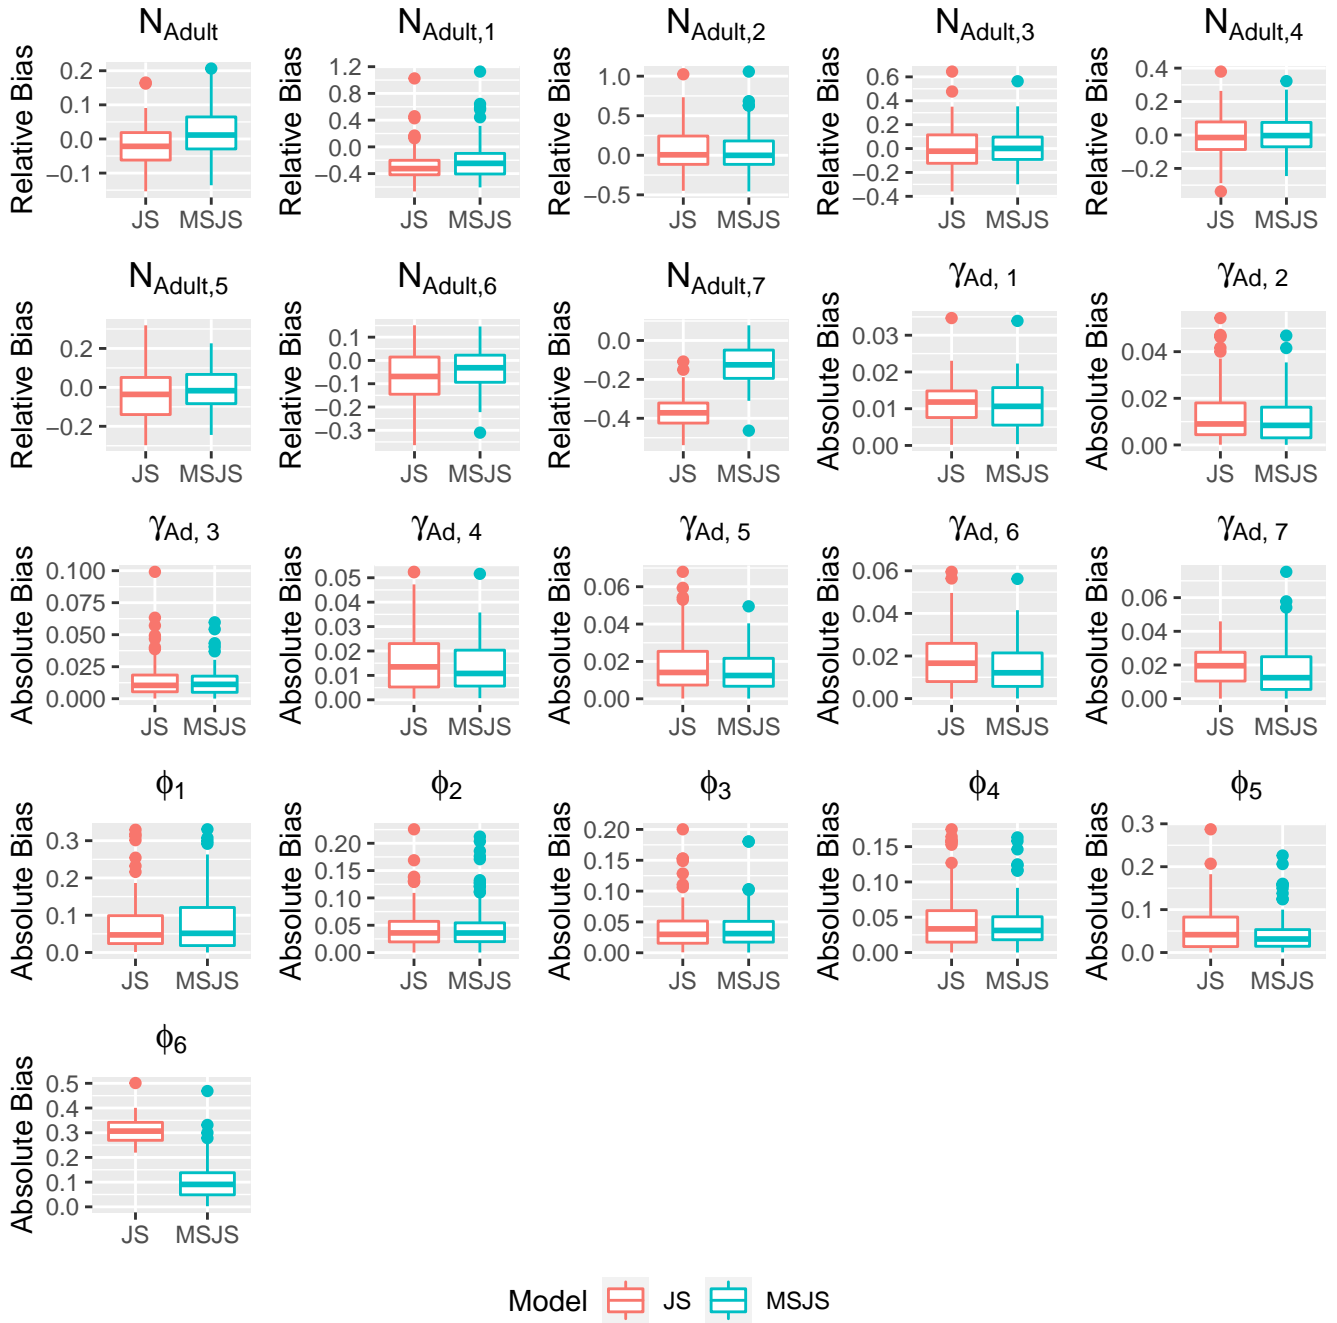 N Adult N Adult,1 N Adult,2 N Adult,3 N Adult,4
Relative Bias 0.2 0.1 0.0 −0.1 JS MSJS
Relative Bias 1.2 0.8 0.4 0.0 −0.4 JS MSJS
Relative Bias 1.0 0.5 0.0 −0.5 JS MSJS
Relative Bias 0.6 0.4 0.2 0.0 −0.2 −0.4 JS MSJS
Relative Bias 0.4 0.2 0.0 −0.2 JS MSJS
N Adult,5 N Adult,6 N Adult,7 γ Ad, 1 γ Ad, 2
Relative Bias 0.2 0.0 −0.2 JS MSJS
Relative Bias 0.1 0.0 −0.1 −0.2 −0.3 JS MSJS
Relative Bias 0.0 −0.2 −0.4 JS MSJS
Absolute Bias 0.03 0.02 0.01 0.00 JS MSJS
Absolute Bias 0.04 0.02 0.00 JS MSJS
γ Ad, 3 γ Ad, 4 γ Ad, 5 γ Ad, 6 γ Ad, 7
Absolute Bias 0.100 0.075 0.050 0.025 0.000 JS MSJS
Absolute Bias 0.05 0.04 0.03 0.02 0.01 0.00 JS MSJS
Absolute Bias 0.06 0.04 0.02 0.00 JS MSJS
Absolute Bias 0.06 0.04 0.02 0.00 JS MSJS
Absolute Bias 0.06 0.04 0.02 0.00 JS MSJS
ϕ1 ϕ2 ϕ3 ϕ4 ϕ5
Absolute Bias 0.3 0.2 0.1 0.0 JS MSJS
Absolute Bias 0.20 0.15 0.10 0.05 0.00 JS MSJS
Absolute Bias 0.20 0.15 0.10 0.05 0.00 JS MSJS
Absolute Bias 0.15 0.10 0.05 0.00 JS MSJS
Absolute Bias 0.3 0.2 0.1 0.0 JS MSJS
ϕ6
Absolute Bias 0.5 0.4 0.3 0.2 0.1 0.0 JS MSJS
Model JS MSJS